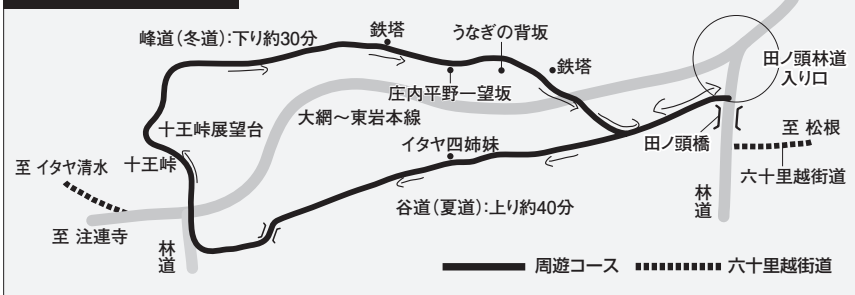 峰道(冬道):下り約30分
鉄塔
うなぎの背坂
鉄塔
庄内平野一望坂
田ノ頭林道
入り口
十王峠展望台
大網〜東岩本線
十王峠
イタヤ四姉妹
田ノ頭橋
至 松根
六十里越街道
至 イタヤ清水
谷道(夏道):上り約40分
林道
至 注連寺
林道
周遊コース
六十里越街道